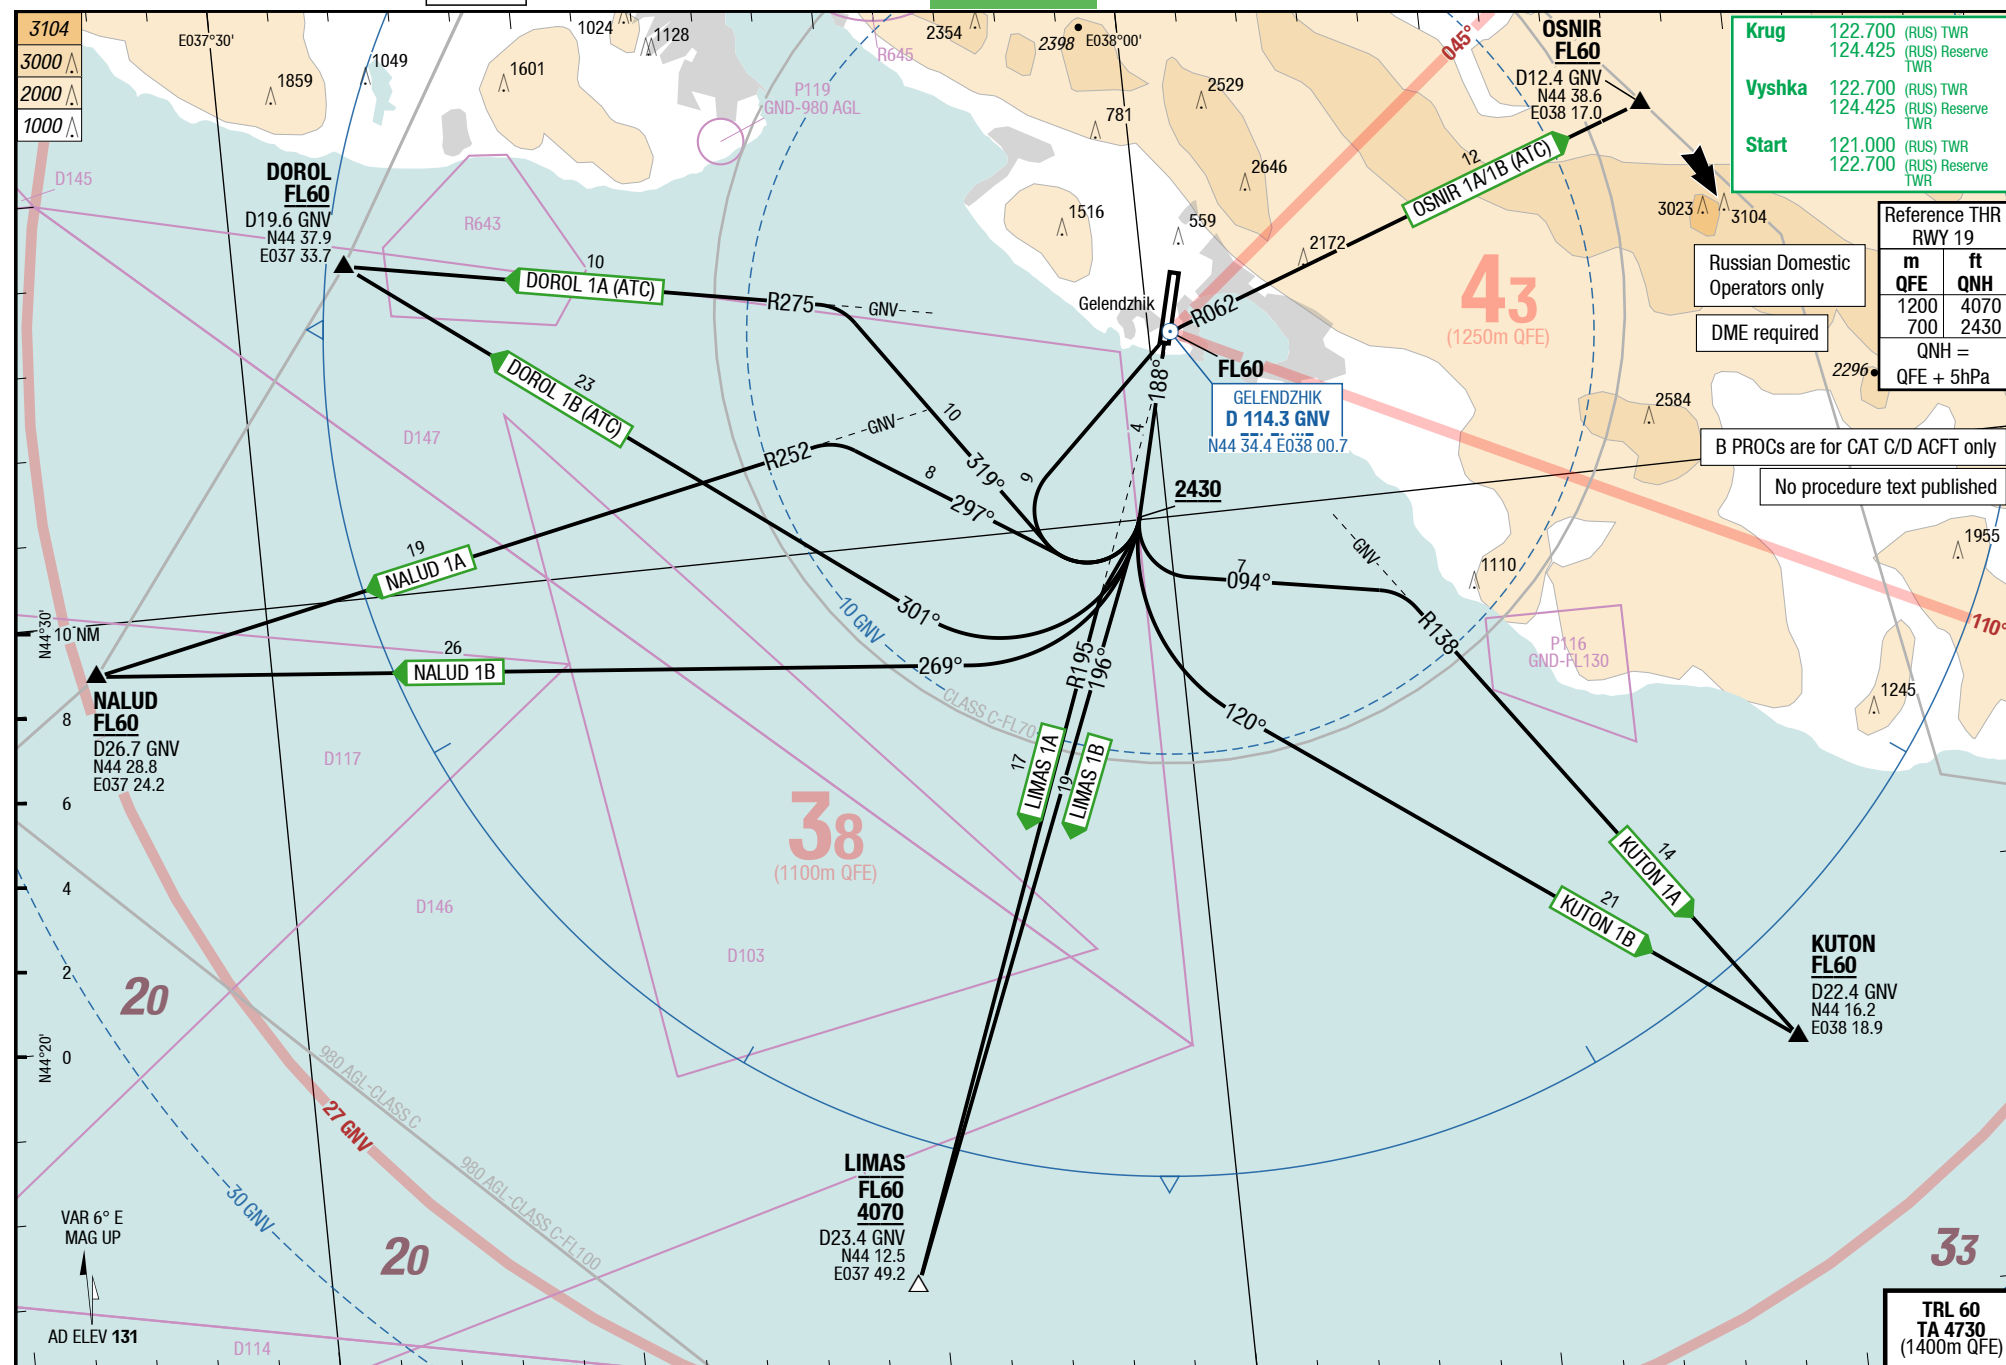 3104
3000
2000
1000
E037°30'
1859
1049
1601
1024
1128
2354
2398
E038°00'
R645
P119
GND-980 AGL
781
2529
2646
1516
559
2172
045°
OSNIR
FL60
D12.4 GNV
N44 38.6
E038 17.0
12
OSNIR 1A/1B (ATC)
R062
3023
3104
Krug 122.700 (RUS) TWR
124.425 (RUS) Reserve
TWR
Vyshka 122.700 (RUS) TWR
124.425 (RUS) Reserve
TWR
Start 121.000 (RUS) TWR
122.700 (RUS) Reserve
TWR
Reference THR
RWY 19
m ft
QFE QNH
1200 4070
700 2430
QNH =
QFE + 5hPa
Russian Domestic
Operators only
DME required
2296
2584
B PROCs are for CAT C/D ACFT only
No procedure text published
1955
1110
1245
110°
43
(1250m QFE)
D145
DOROL
FL60
D19.6 GNV
N44 37.9
E037 33.7
R643
10
DOROL 1A (ATC)
R275
GNV
23
DOROL 1B (ATC)
D147
Gelendzhik
FL60
GELENDZHIK
D 114.3 GNV
N44 34.4 E038 00.7
188°
4
9
10
319°
R252
GNV
8
297°
2430
GNV
7
094°
R138
P116
GND-FL130
19
NALUD 1A
26
NALUD 1B
269°
301°
10 GNV
CLASS C-FL70
R195
196°
120°
N44°30'
10 NM
8
6
4
2
0
N44°20'
NALUD
FL60
D26.7 GNV
N44 28.8
E037 24.2
D117
D146
D103
38
(1100m QFE)
17
LIMAS 1A
19
LIMAS 1B
14
KUTON 1A
21
KUTON 1B
KUTON
FL60
D22.4 GNV
N44 16.2
E038 18.9
20
980 AGL-CLASS C
27 GNV
980 AGL-CLASS C-FL100
30 GNV
20
LIMAS
FL60
4070
D23.4 GNV
N44 12.5
E037 49.2
33
VAR 6° E
MAG UP
AD ELEV 131
D114
TRL 60
TA 4730
(1400m QFE)